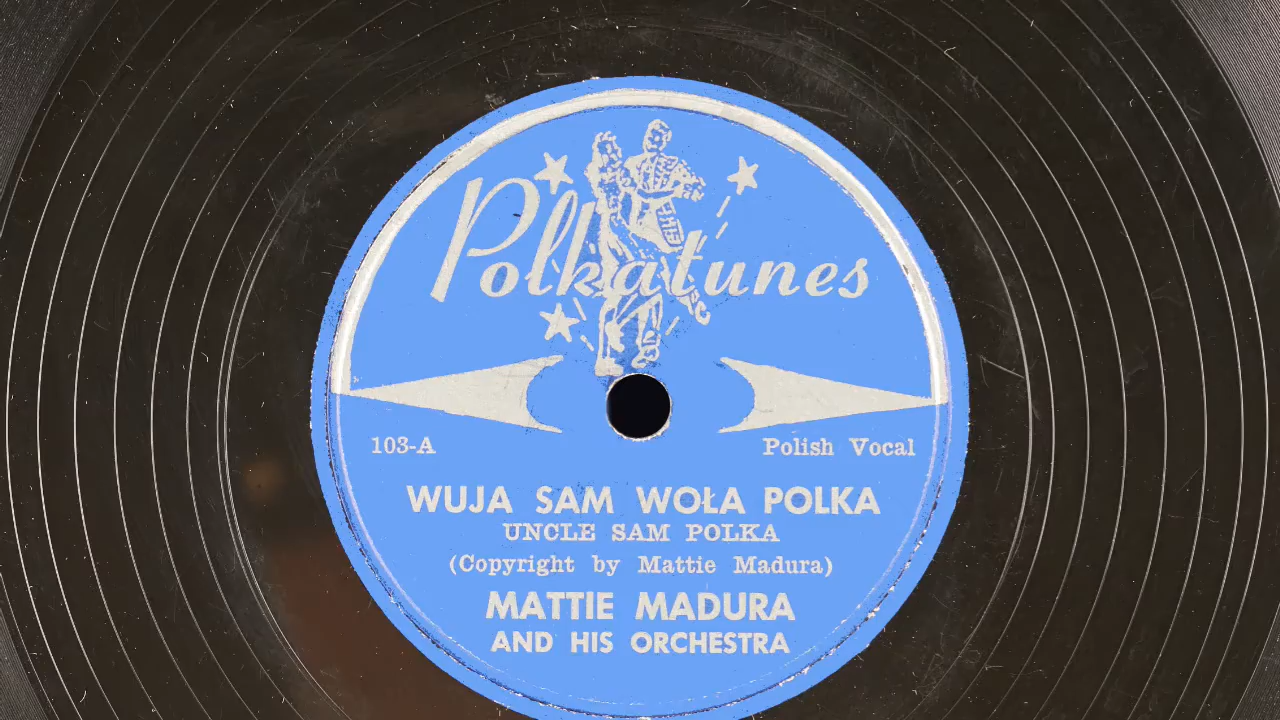 Polkatunes
103-A
Polish Vocal
WUJA SAM WOŁA POLKA
UNCLE SAM POLKA
(Copyright by Mattie Madura)
MATTIE MADURA
AND HIS ORCHESTRA